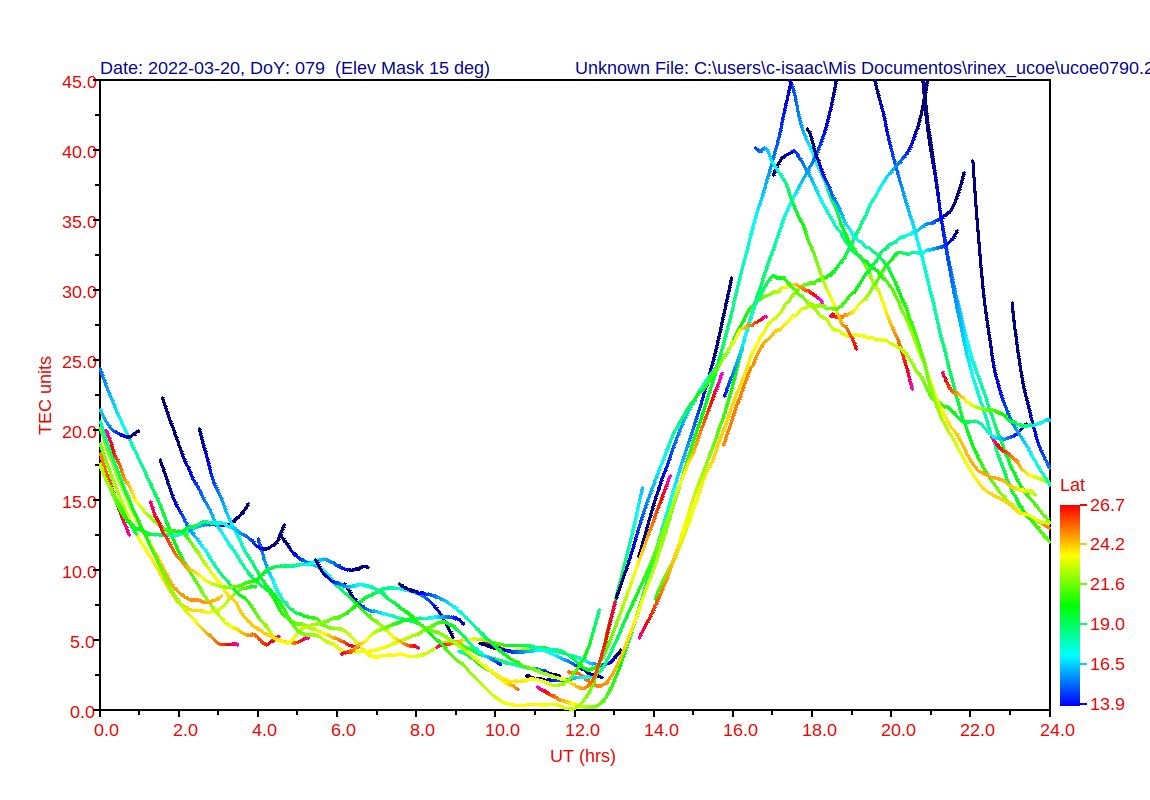 Date: 2022-03-20, DoY: 079  (Elev Mask 15 deg)
Unknown File: C:\users\c-isaac\Mis Documentos\rinex_ucoe\ucoe0790.2
45.0
40.0
35.0
30.0
25.0
20.0
15.0
10.0
5.0
0.0
TEC units
0.0 2.0 4.0 6.0 8.0 10.0 12.0 14.0 16.0 18.0 20.0 22.0 24.0
UT (hrs)
Lat
26.7
24.2
21.6
19.0
16.5
13.9